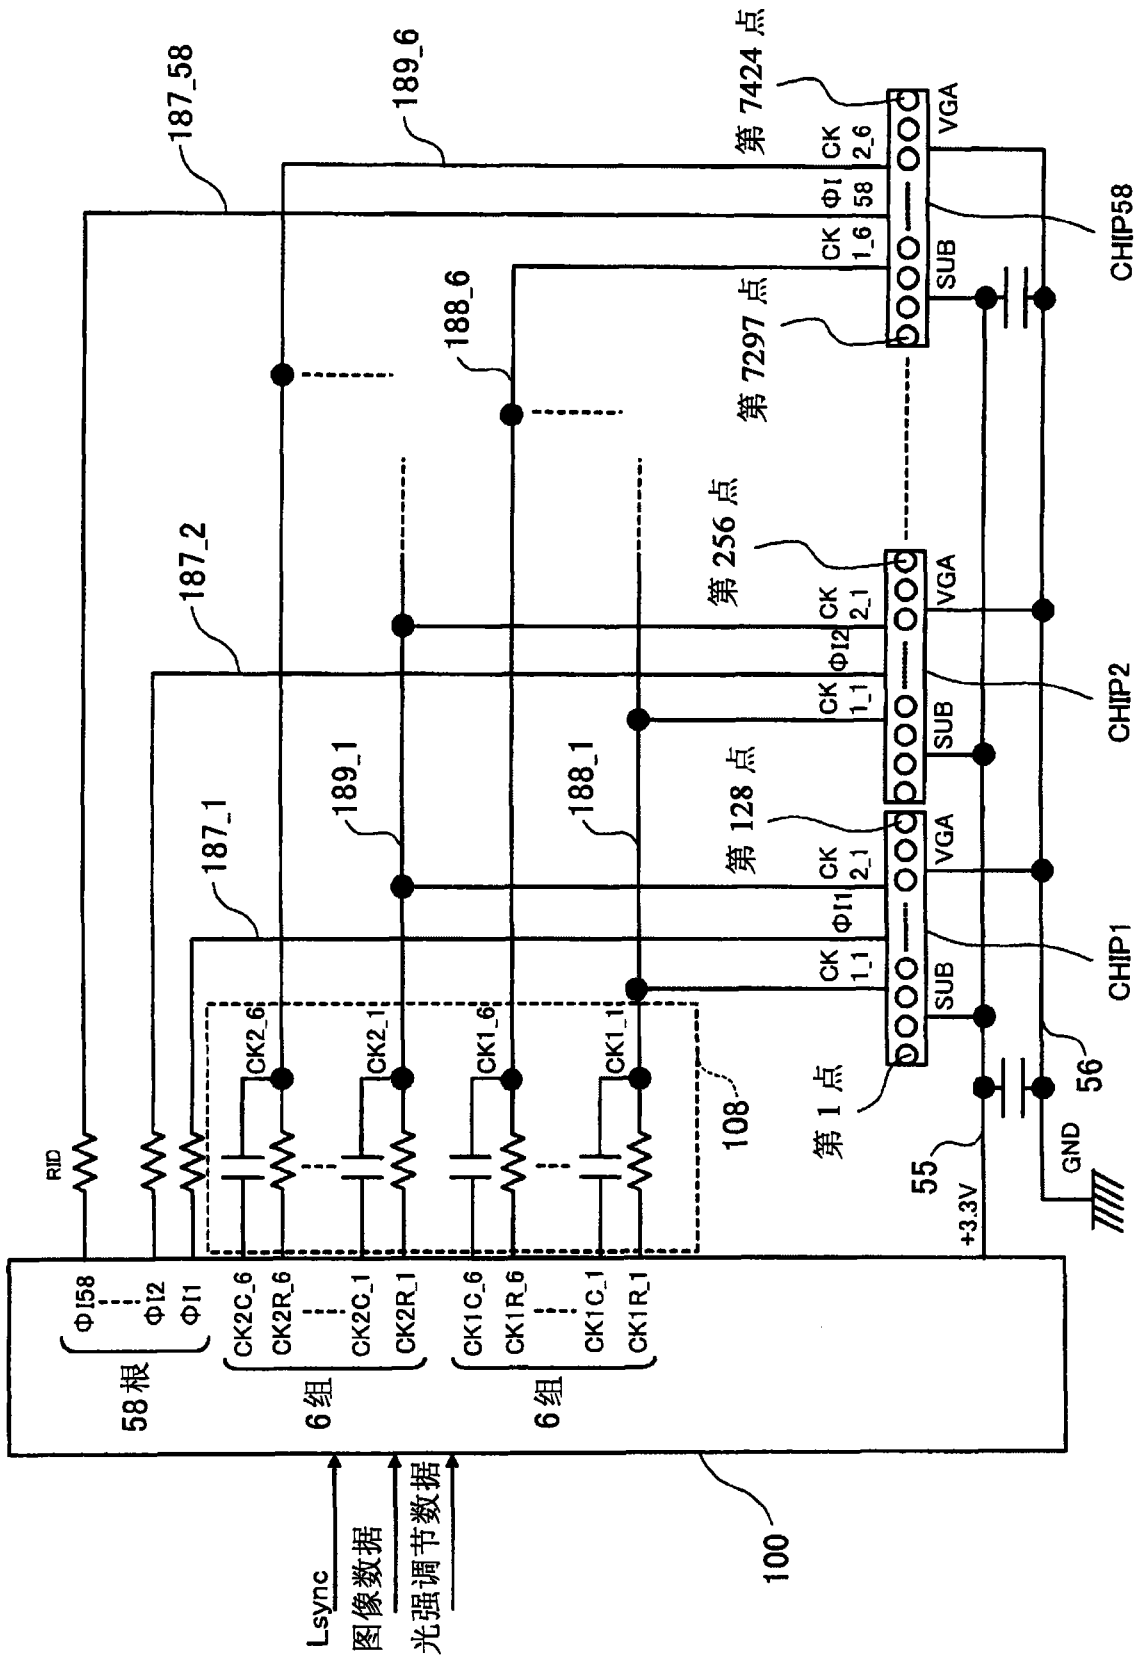 Lsync
图像数据
光强调节数据
100
58根
6组
6组
ΦI58
ΦI2
ΦI1
CK2C_6
CK2R_6
CK2C_1
CK2R_1
CK1C_6
CK1R_6
CK1C_1
CK1R_1
RID
CK2_6
CK2_1
CK1_6
CK1_1
108
187_1
187_2
187_58
189_1
189_6
188_1
188_6
+3.3V
GND
55
56
第 1 点
CK
1_1
ΦI1
CK
2_1
第 128 点
SUB
VGA
CHIP1
CK
1_1
ΦI2
CK
2_1
第 256 点
SUB
VGA
CHIP2
第 7297 点
CK
1_6
ΦI
58
CK
2_6
第 7424 点
SUB
VGA
CHIP58